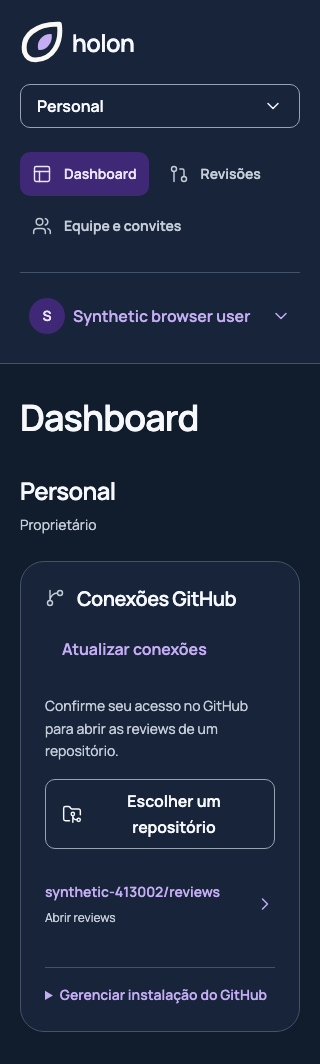 holon
Personal
Dashboard
Revisões
Equipe e convites
S
Synthetic browser user
Dashboard
Personal
Proprietário
Conexões GitHub
Atualizar conexões
Confirme seu acesso no GitHub
para abrir as reviews de um
repositório.
Escolher um
repositório
synthetic-413002/reviews
Abrir reviews
Gerenciar instalação do GitHub